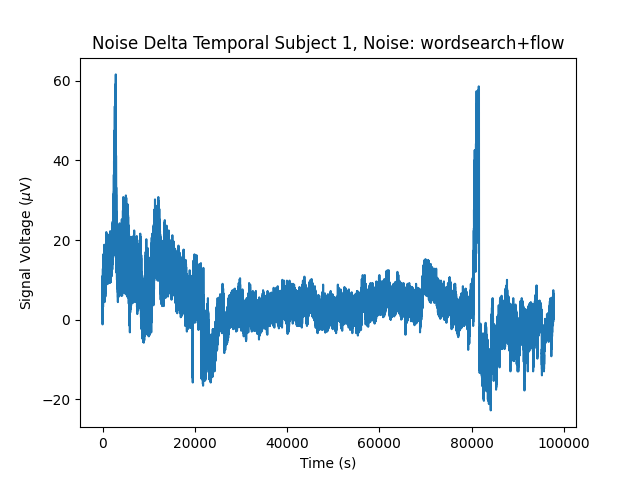 Noise Delta Temporal Subject 1, Noise: wordsearch+flow
Signal Voltage (μV)
60
40
20
0
−20
0 20000 40000 60000 80000 100000
Time (s)